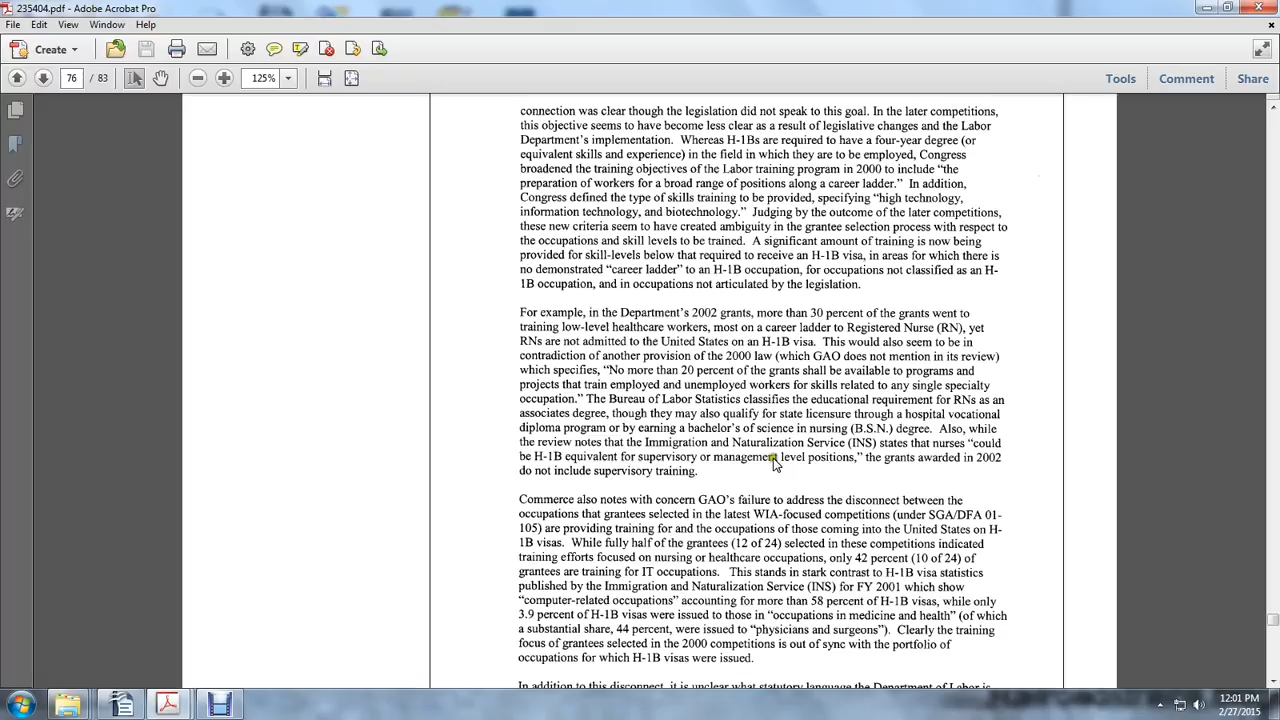 235404.pdf - Adobe Acrobat Pro
File Edit View Window Help
Create
76 / 83 125% Tools Comment Share
connection was clear though the legislation did not speak to this goal. In the later competitions,
this objective seems to have become less clear as a result of legislative changes and the Labor
Department's implementation. Whereas H-1Bs are required to have a four-year degree (or
equivalent skills and experience) in the field in which they are to be employed, Congress
broadened the training objectives of the Labor training program in 2000 to include “the
preparation of workers for a broad range of positions along a career ladder.” In addition,
Congress defined the type of skills training to be provided, specifying “high technology,
information technology, and biotechnology.” Judging by the outcome of the later competitions,
these new criteria seem to have created ambiguity in the grantee selection process with respect to
the occupations and skill levels to be trained. A significant amount of training is now being
provided for skill-levels below that required to receive an H-1B visa, in areas for which there is
no demonstrated “career ladder” to an H-1B occupation, for occupations not classified as an H-
1B occupation, and in occupations not articulated by the legislation.
For example, in the Department's 2002 grants, more than 30 percent of the grants went to
training low-level healthcare workers, most on a career ladder to Registered Nurse (RN), yet
RNs are not admitted to the United States on an H-1B visa. This would also seem to be in
contradiction of another provision of the 2000 law (which GAO does not mention in its review)
which specifies, “No more than 20 percent of the grants shall be available to programs and
projects that train employed and unemployed workers for skills related to any single specialty
occupation.” The Bureau of Labor Statistics classifies the educational requirement for RNs as an
associates degree, though they may also qualify for state licensure through a hospital vocational
diploma program or by earning a bachelor's of science in nursing (B.S.N.) degree. Also, while
the review notes that the Immigration and Naturalization Service (INS) states that nurses “could
be H-1B equivalent for supervisory or management level positions,” the grants awarded in 2002
do not include supervisory training.
Commerce also notes with concern GAO's failure to address the disconnect between the
occupations that grantees selected in the latest WIA-focused competitions (under SGA/DFA 01-
105) are providing training for and the occupations of those coming into the United States on H-
1B visas. While fully half of the grantees (12 of 24) selected in these competitions indicated
training efforts focused on nursing or healthcare occupations, only 42 percent (10 of 24) of
grantees are training for IT occupations. This stands in stark contrast to H-1B visa statistics
published by the Immigration and Naturalization Service (INS) for FY 2001 which show
“computer-related occupations” accounting for more than 58 percent of H-1B visas, while only
3.9 percent of H-1B visas were issued to those in “occupations in medicine and health” (of which
a substantial share, 44 percent, were issued to “physicians and surgeons”). Clearly the training
focus of grantees selected in the 2000 competitions is out of sync with the portfolio of
occupations for which H-1B visas were issued.
In addition to this disconnect, it is unclear what statutory language the Department of Labor is
12:01 PM
2/27/2015